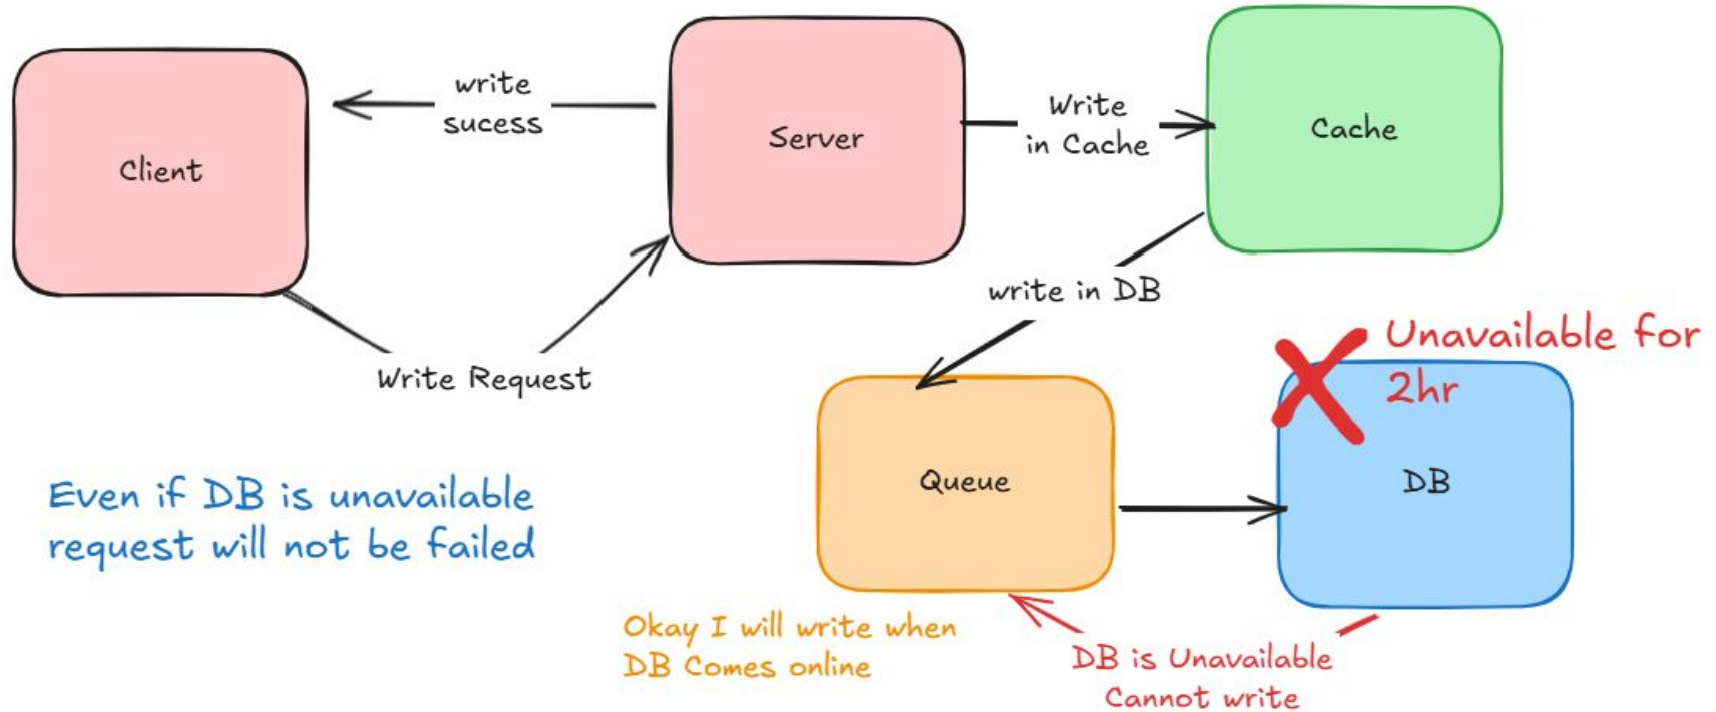 write
sucess
Client
Server
Write
in Cache
Cache
Write Request
write in DB
Unavailable for
2hr
Queue
DB
Even if DB is unavailable
request will not be failed
Okay I will write when
DB Comes online
DB is Unavailable
Cannot write